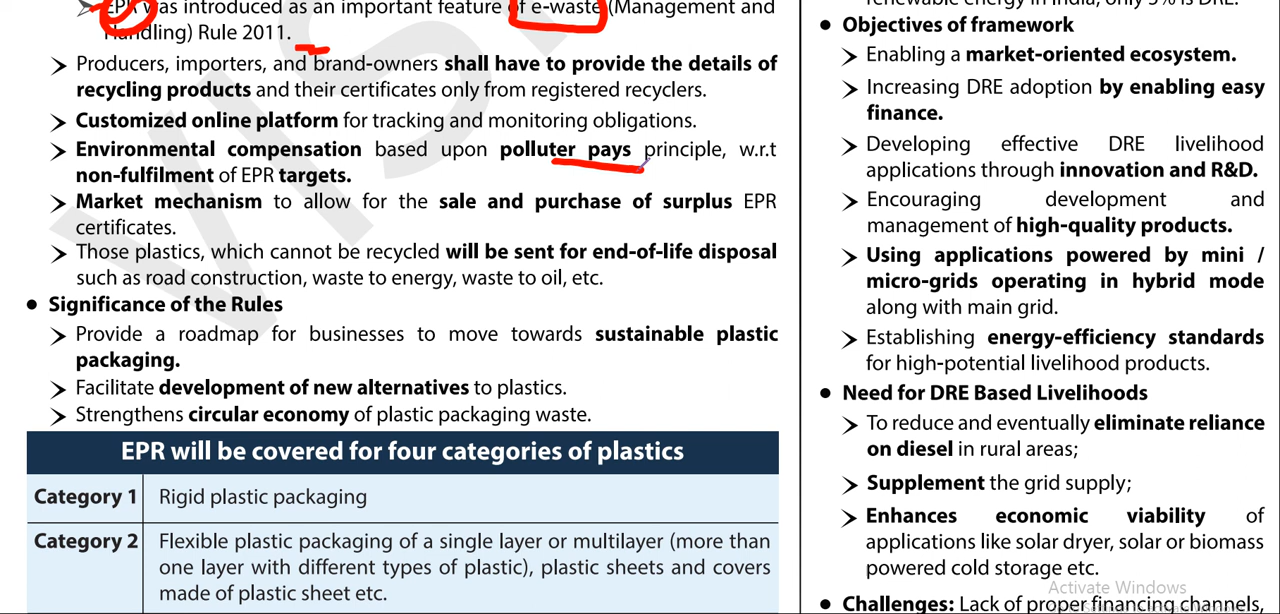 EPR was introduced as an important feature of e-waste (Management and
Handling) Rule 2011.
Producers, importers, and brand-owners shall have to provide the details of
recycling products and their certificates only from registered recyclers.
Customized online platform for tracking and monitoring obligations.
Environmental compensation based upon polluter pays principle, w.r.t
non-fulfilment of EPR targets.
Market mechanism to allow for the sale and purchase of surplus EPR
certificates.
Those plastics, which cannot be recycled will be sent for end-of-life disposal
such as road construction, waste to energy, waste to oil, etc.
Significance of the Rules
Provide a roadmap for businesses to move towards sustainable plastic
packaging.
Facilitate development of new alternatives to plastics.
Strengthens circular economy of plastic packaging waste.
EPR will be covered for four categories of plastics
Category 1 Rigid plastic packaging
Category 2 Flexible plastic packaging of a single layer or multilayer (more than
one layer with different types of plastic), plastic sheets and covers
made of plastic sheet etc.
renewable energy in India, only 5% is DRE.
Objectives of framework
Enabling a market-oriented ecosystem.
Increasing DRE adoption by enabling easy
finance.
Developing effective DRE livelihood
applications through innovation and R&D.
Encouraging development and
management of high-quality products.
Using applications powered by mini /
micro-grids operating in hybrid mode
along with main grid.
Establishing energy-efficiency standards
for high-potential livelihood products.
Need for DRE Based Livelihoods
To reduce and eventually eliminate reliance
on diesel in rural areas;
Supplement the grid supply;
Enhances economic viability of
applications like solar dryer, solar or biomass
powered cold storage etc.
Activate Windows
Challenges: Lack of proper financing channels,